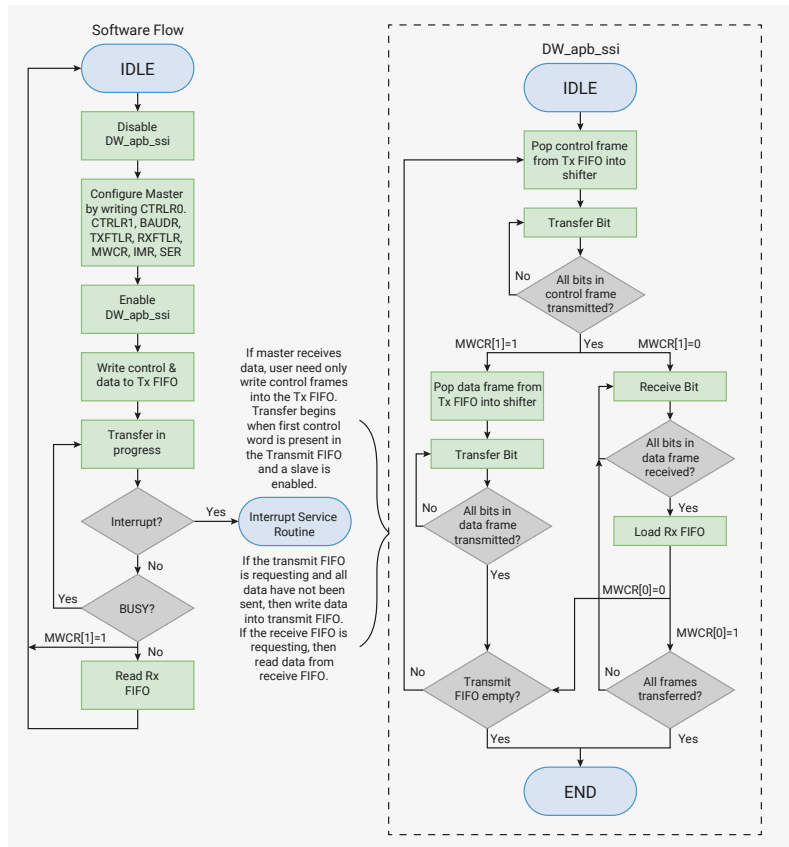 Software Flow
IDLE
Disable
DW_apb_ssi
Configure Master
by writing CTRLR0.
CTRLR1, BAUDR,
TXFTLR, RXFTLR,
MWCR, IMR, SER
Enable
DW_apb_ssi
Write control &
data to Tx FIFO
Transfer in
progress
Interrupt?
Yes
Interrupt Service
Routine
No
BUSY?
Yes
MWCR[1]=1
No
Read Rx
FIFO
If master receives
data, user need only
write control frames
into the Tx FIFO.
Transfer begins
when first control
word is present in
the Transmit FIFO
and a slave is
enabled.
If the transmit FIFO
is requesting and all
data have not been
sent, then write data
into transmit FIFO.
If the receive FIFO is
requesting, then
read data from
receive FIFO.
DW_apb_ssi
IDLE
Pop control frame
from Tx FIFO into
shifter
Transfer Bit
No
All bits in
control frame
transmitted?
MWCR[1]=1
Yes
MWCR[1]=0
Pop data frame from
Tx FIFO into shifter
Transfer Bit
No
All bits in
data frame
transmitted?
Yes
Receive Bit
All bits in
data frame
received?
Yes
Load Rx FIFO
MWCR[0]=0
MWCR[0]=1
No
Transmit
FIFO empty?
Yes
No
All frames
transferred?
Yes
END